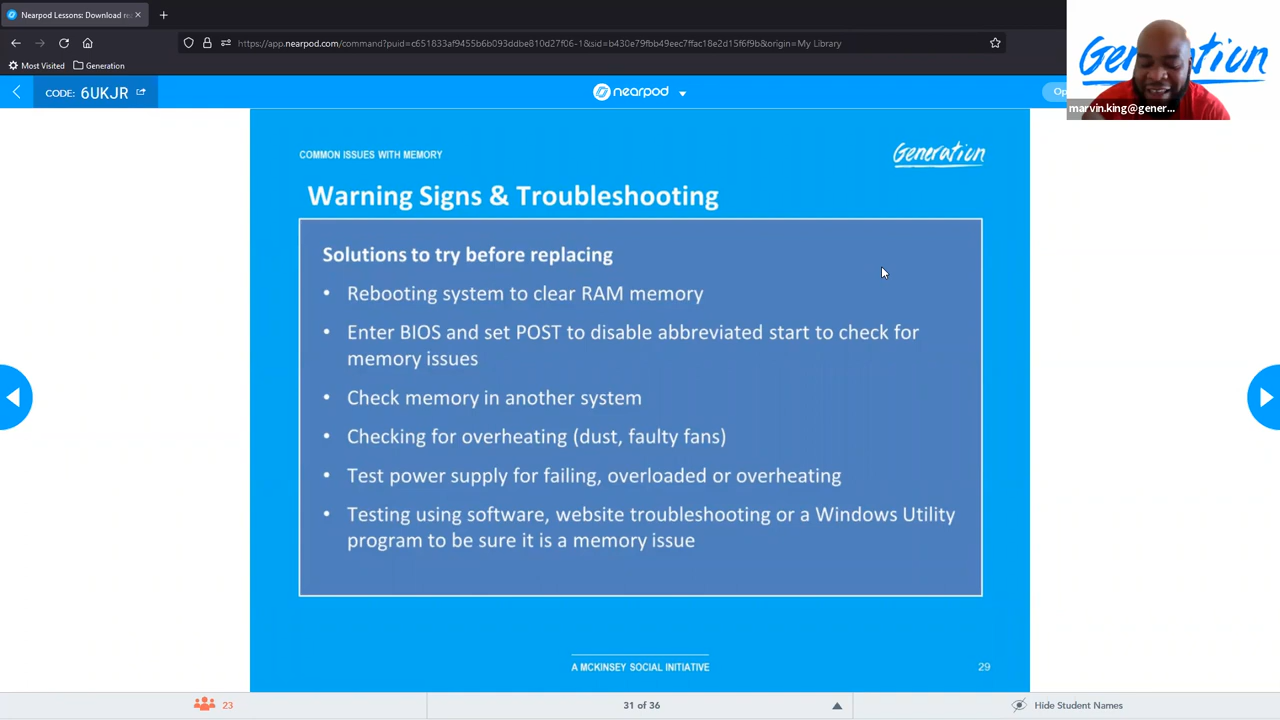 Nearpod Lessons: Download re
https://app.nearpod.com/command?puid=c651833af9455b6b093ddbe810d27f06-1&sid=b430e79fbb49eec7ffac18e2d15f6f9b&origin=My Library
Most Visited
Generation
CODE: 6UKJR
nearpod
Op
Generation
marvin.king@gener...
COMMON ISSUES WITH MEMORY
Generation
Warning Signs & Troubleshooting
Solutions to try before replacing
• Rebooting system to clear RAM memory
• Enter BIOS and set POST to disable abbreviated start to check for
memory issues
• Check memory in another system
• Checking for overheating (dust, faulty fans)
• Test power supply for failing, overloaded or overheating
• Testing using software, website troubleshooting or a Windows Utility
program to be sure it is a memory issue
A MCKINSEY SOCIAL INITIATIVE
29
23
31 of 36
Hide Student Names